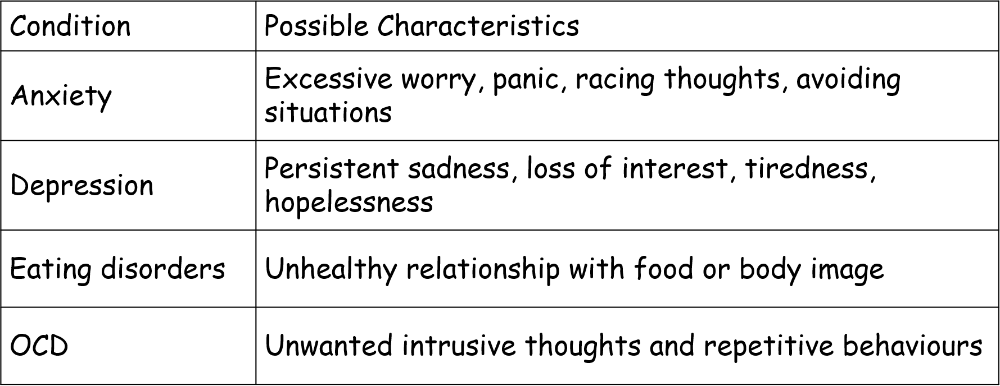 Condition
Possible Characteristics
Anxiety
Excessive worry, panic, racing thoughts, avoiding
situations
Depression
Persistent sadness, loss of interest, tiredness,
hopelessness
Eating disorders
Unhealthy relationship with food or body image
OCD
Unwanted intrusive thoughts and repetitive behaviours